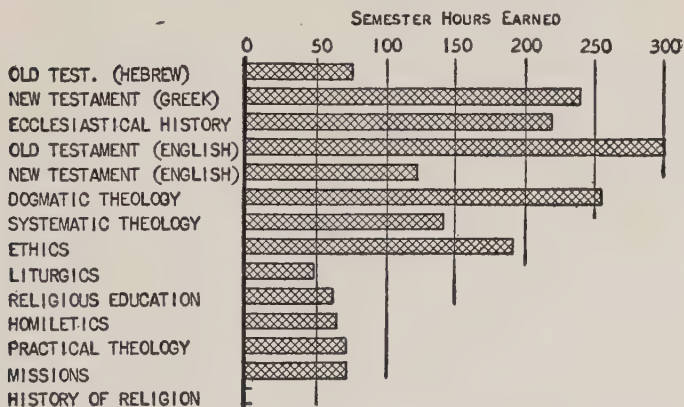 SEMESTER HOURS EARNED
0 50 100 150 200 250 300
OLD TEST. (HEBREW)
NEW TESTAMENT (GREEK)
ECCLESIASTICAL HISTORY
OLD TESTAMENT (ENGLISH)
NEW TESTAMENT (ENGLISH)
DOGMATIC THEOLOGY
SYSTEMATIC THEOLOGY
ETHICS
LITURGICS
RELIGIOUS EDUCATION
HOMILETICS
PRACTICAL THEOLOGY
MISSIONS
HISTORY OF RELIGION